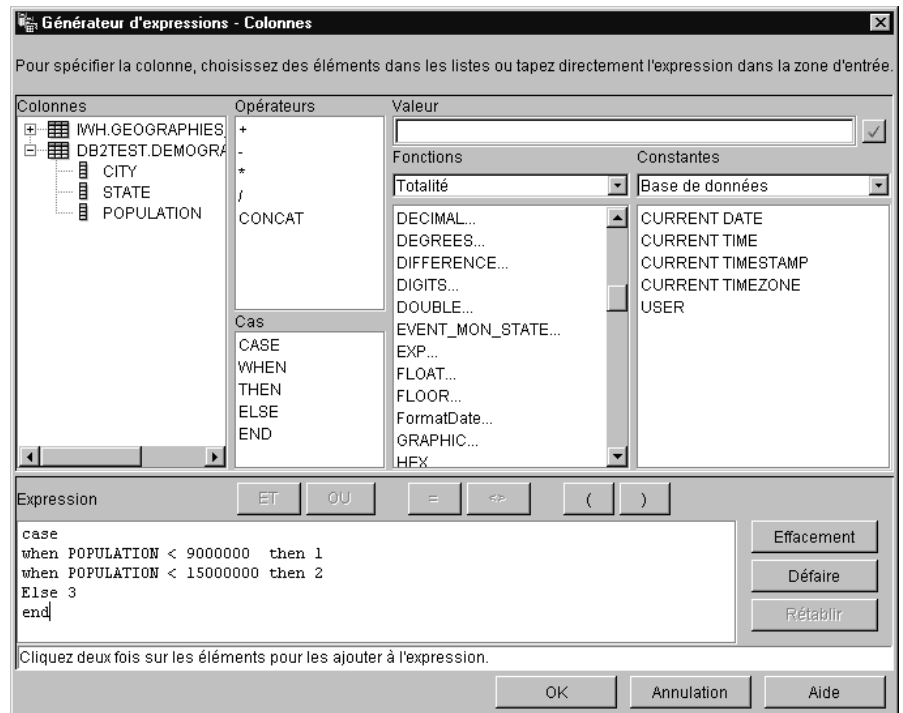 Générateur d'expressions - Colonnes
Pour spécifier la colonne, choisissez des éléments dans les listes ou tapez directement l'expression dans la zone d'entrée.
Colonnes
IWH.GEOGRAPHIES_
DB2TEST.DEMOGRA
CITY
STATE
POPULATION
Opérateurs
+
-
*
/
CONCAT
Cas
CASE
WHEN
THEN
ELSE
END
Valeur
Fonctions
Totalité
DECIMAL...
DEGREES...
DIFFERENCE...
DIGITS...
DOUBLE...
EVENT_MON_STATE...
EXP...
FLOAT...
FLOOR...
FormatDate...
GRAPHIC...
HEX
Constantes
Base de données
CURRENT DATE
CURRENT TIME
CURRENT TIMESTAMP
CURRENT TIMEZONE
USER
Expression
ET
OU
=
<>
(
)
case
when POPULATION < 9000000 then 1
when POPULATION < 15000000 then 2
Else 3
end
Effacement
Défaire
Rétablir
Cliquez deux fois sur les éléments pour les ajouter à l'expression.
OK
Annulation
Aide